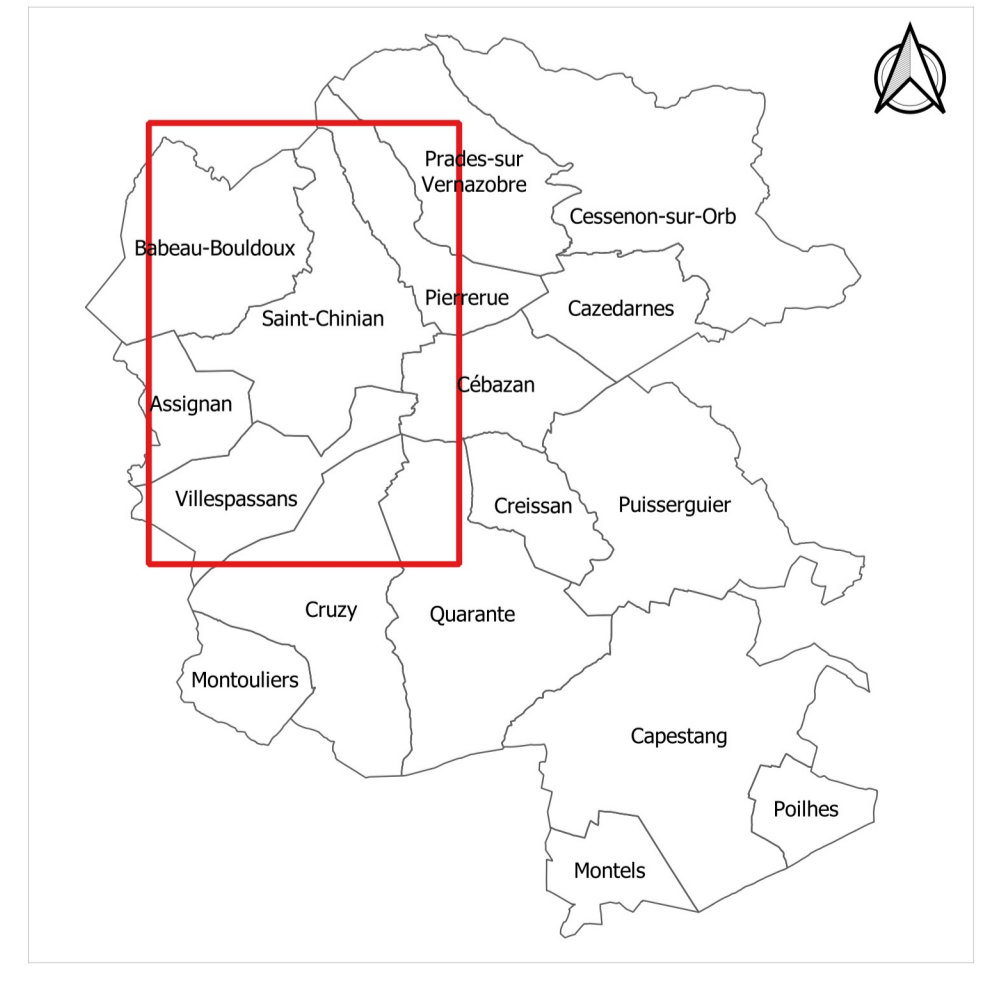 Prades-sur
Vernazobre
Cessenon-sur-Orb
Babeau-Bouldoux
Pierrerue
Cazedarnes
Saint-Chinian
Cébazan
Assignan
Villespassans
Creissan
Puisserguier
Cruzy
Quarante
Montouliers
Capestang
Poilhes
Montels